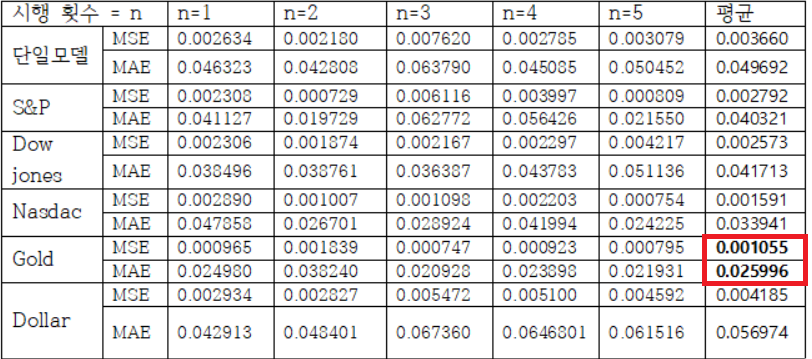 시행 횟수 = n n=1 n=2 n=3 n=4 n=5 평균
단일모델 MSE 0.002634 0.002180 0.007620 0.002785 0.003079 0.003660
MAE 0.046323 0.042808 0.063790 0.045085 0.050452 0.049692
S&P MSE 0.002308 0.000729 0.006116 0.003997 0.000809 0.002792
MAE 0.041127 0.019729 0.062772 0.056426 0.021550 0.040321
Dow jones MSE 0.002306 0.001874 0.002167 0.002297 0.004217 0.002573
MAE 0.038496 0.038761 0.036387 0.043783 0.051136 0.041713
Nasdac MSE 0.002890 0.001007 0.001098 0.002203 0.000754 0.001591
MAE 0.047858 0.026701 0.028924 0.041994 0.024225 0.033941
Gold MSE 0.000965 0.001839 0.000747 0.000923 0.000795 0.001055
MAE 0.024980 0.038240 0.020928 0.023898 0.021931 0.025996
Dollar MSE 0.002934 0.002827 0.005472 0.005100 0.004592 0.004185
MAE 0.042913 0.048401 0.067360 0.0646801 0.061516 0.056974